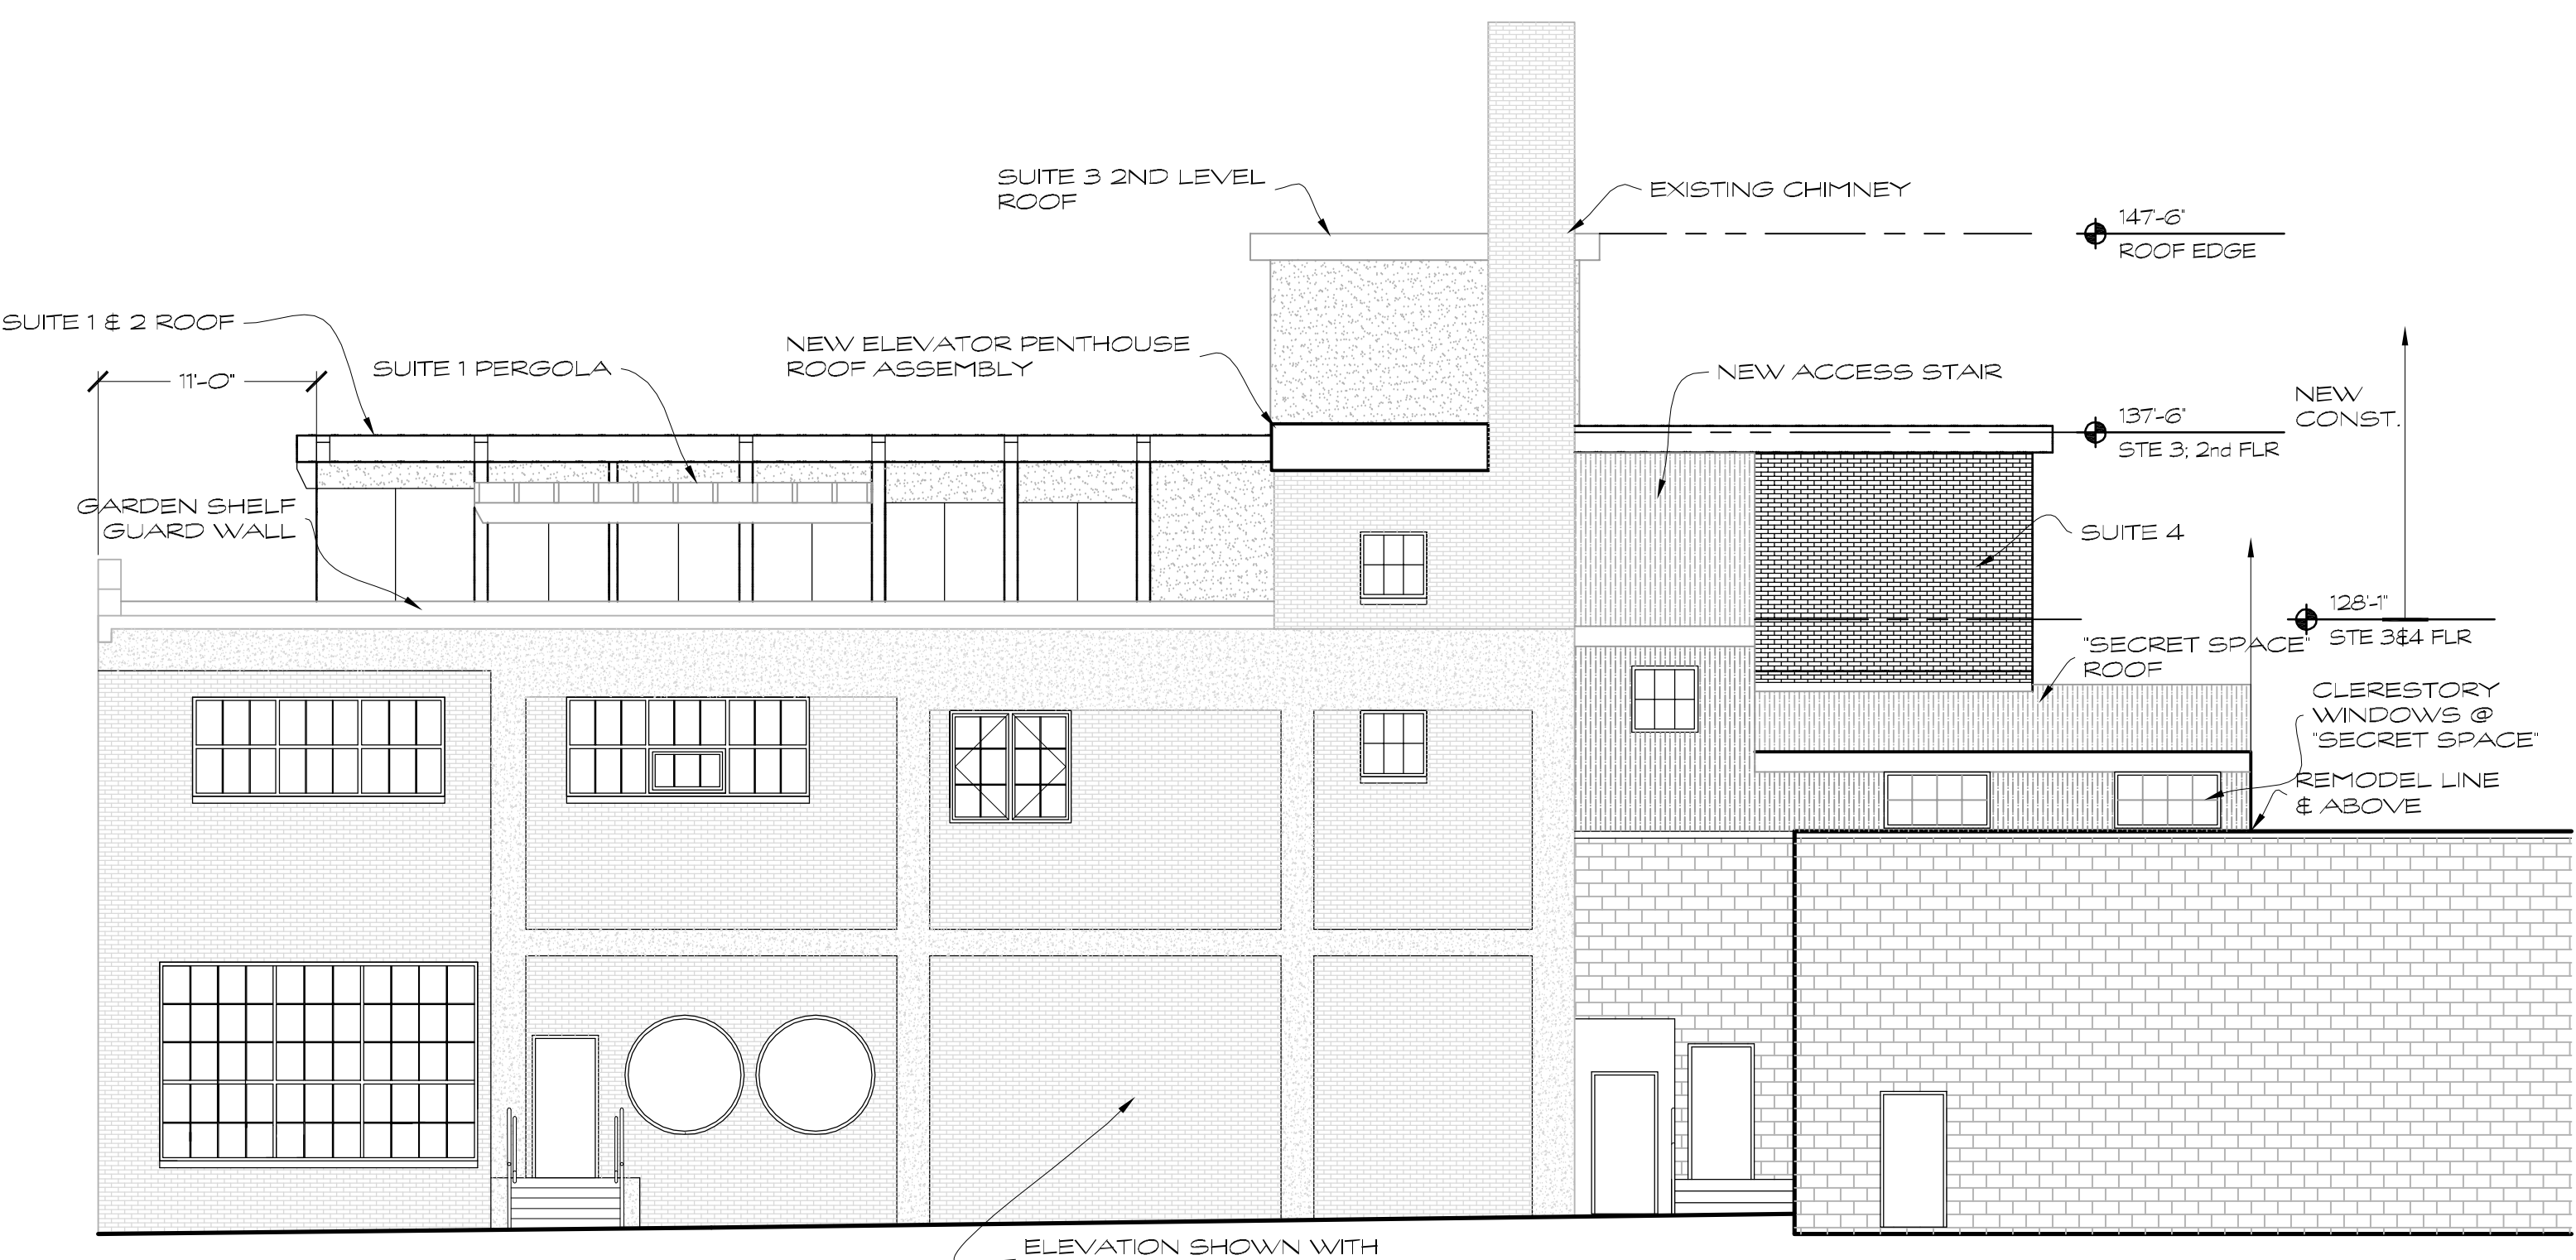 SUITE 3 2ND LEVEL
ROOF
EXISTING CHIMNEY
147'-6"
ROOF EDGE
SUITE 1 & 2 ROOF
11'-0"
SUITE 1 PERGOLA
NEW ELEVATOR PENTHOUSE
ROOF ASSEMBLY
NEW ACCESS STAIR
NEW
CONST.
137'-6"
STE 3; 2nd FLR
GARDEN SHELF
GUARD WALL
SUITE 4
128'-1"
STE 3&4 FLR
"SECRET SPACE"
ROOF
CLERESTORY
WINDOWS @
"SECRET SPACE"
REMODEL LINE
& ABOVE
ELEVATION SHOWN WITH